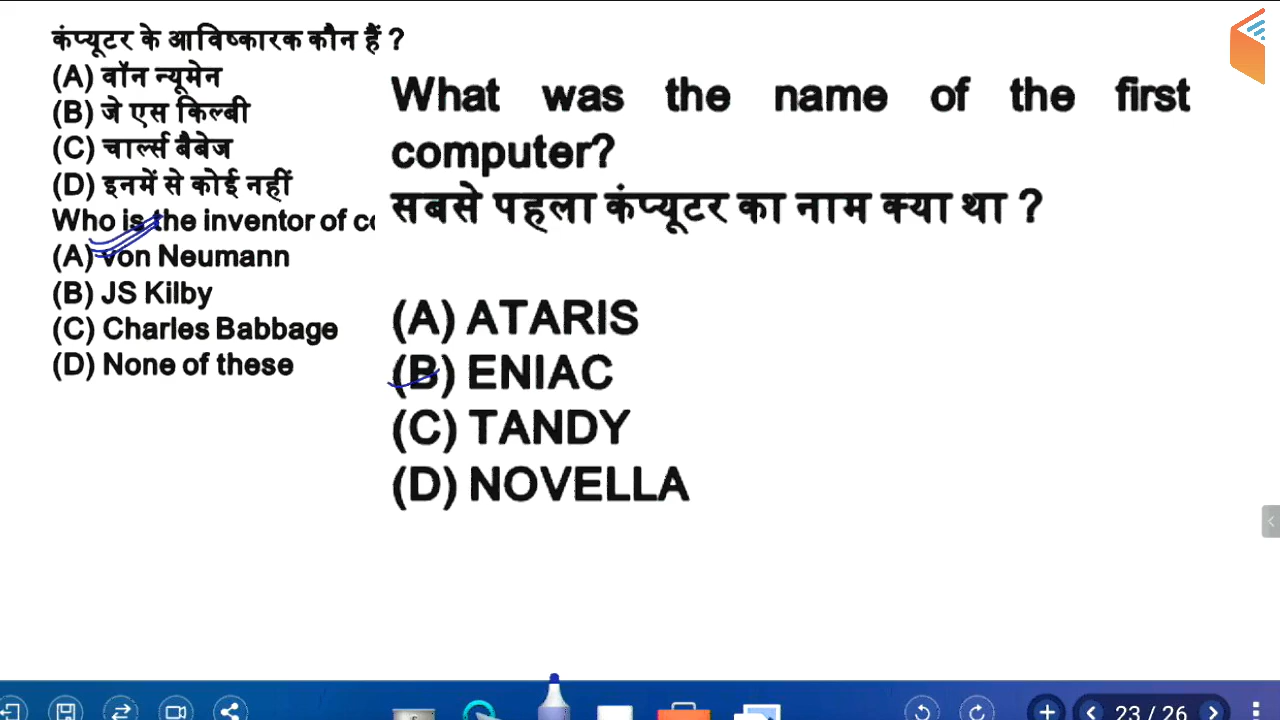 कंप्यूटर के आविष्कारक कौन हैं ?
(A) वॉन न्यूमेन
(B) जे एस किल्बी
(C) चार्ल्स बैबेज
(D) इनमें से कोई नहीं
Who is the inventor of co
(A) Von Neumann
(B) JS Kilby
(C) Charles Babbage
(D) None of these
What was the name of the first
computer?
सबसे पहला कंप्यूटर का नाम क्या था ?
(A) ATARIS
(B) ENIAC
(C) TANDY
(D) NOVELLA
23 / 26